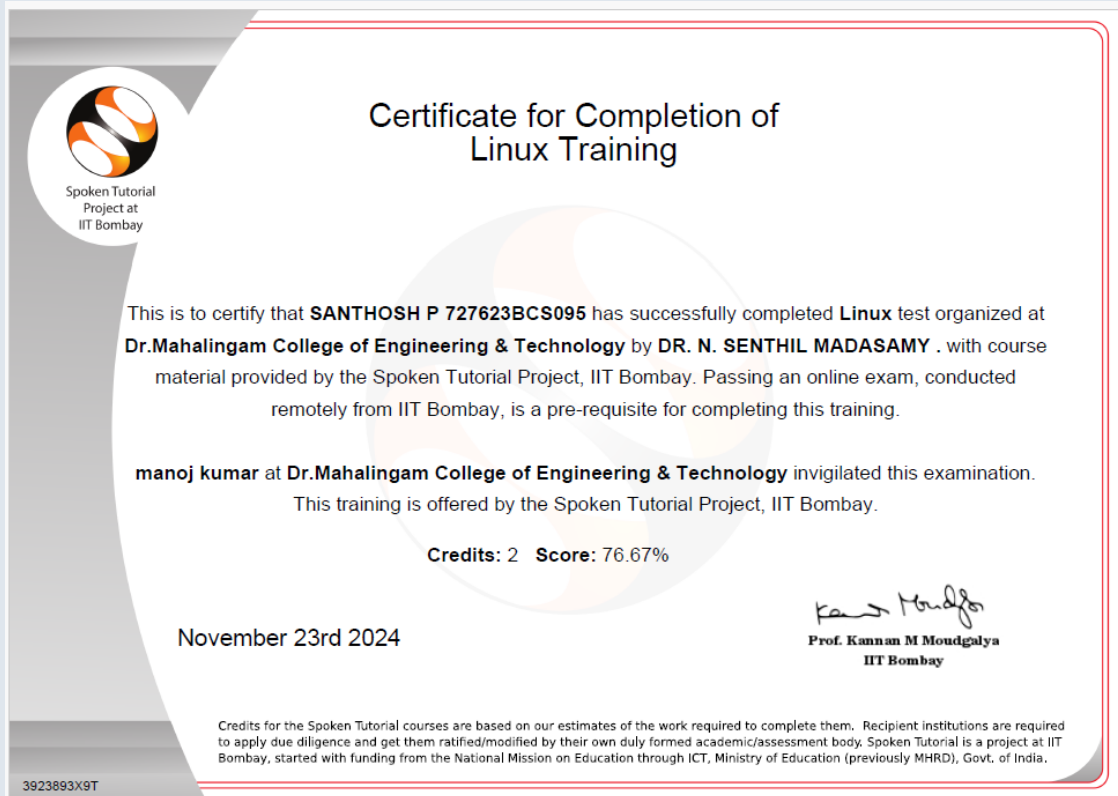 Spoken Tutorial
Project at
IIT Bombay
Certificate for Completion of
Linux Training
This is to certify that SANTHOSH P 727623BCS095 has successfully completed Linux test organized at
Dr.Mahalingam College of Engineering & Technology by DR. N. SENTHIL MADASAMY . with course
material provided by the Spoken Tutorial Project, IIT Bombay. Passing an online exam, conducted
remotely from IIT Bombay, is a pre-requisite for completing this training.
manoj kumar at Dr.Mahalingam College of Engineering & Technology invigilated this examination.
This training is offered by the Spoken Tutorial Project, IIT Bombay.
Credits: 2 Score: 76.67%
November 23rd 2024
Prof. Kannan M Moudgalya
IIT Bombay
Credits for the Spoken Tutorial courses are based on our estimates of the work required to complete them. Recipient institutions are required
to apply due diligence and get them ratified/modified by their own duly formed academic/assessment body. Spoken Tutorial is a project at IIT
Bombay, started with funding from the National Mission on Education through ICT, Ministry of Education (previously MHRD), Govt. of India.
3923893X9T